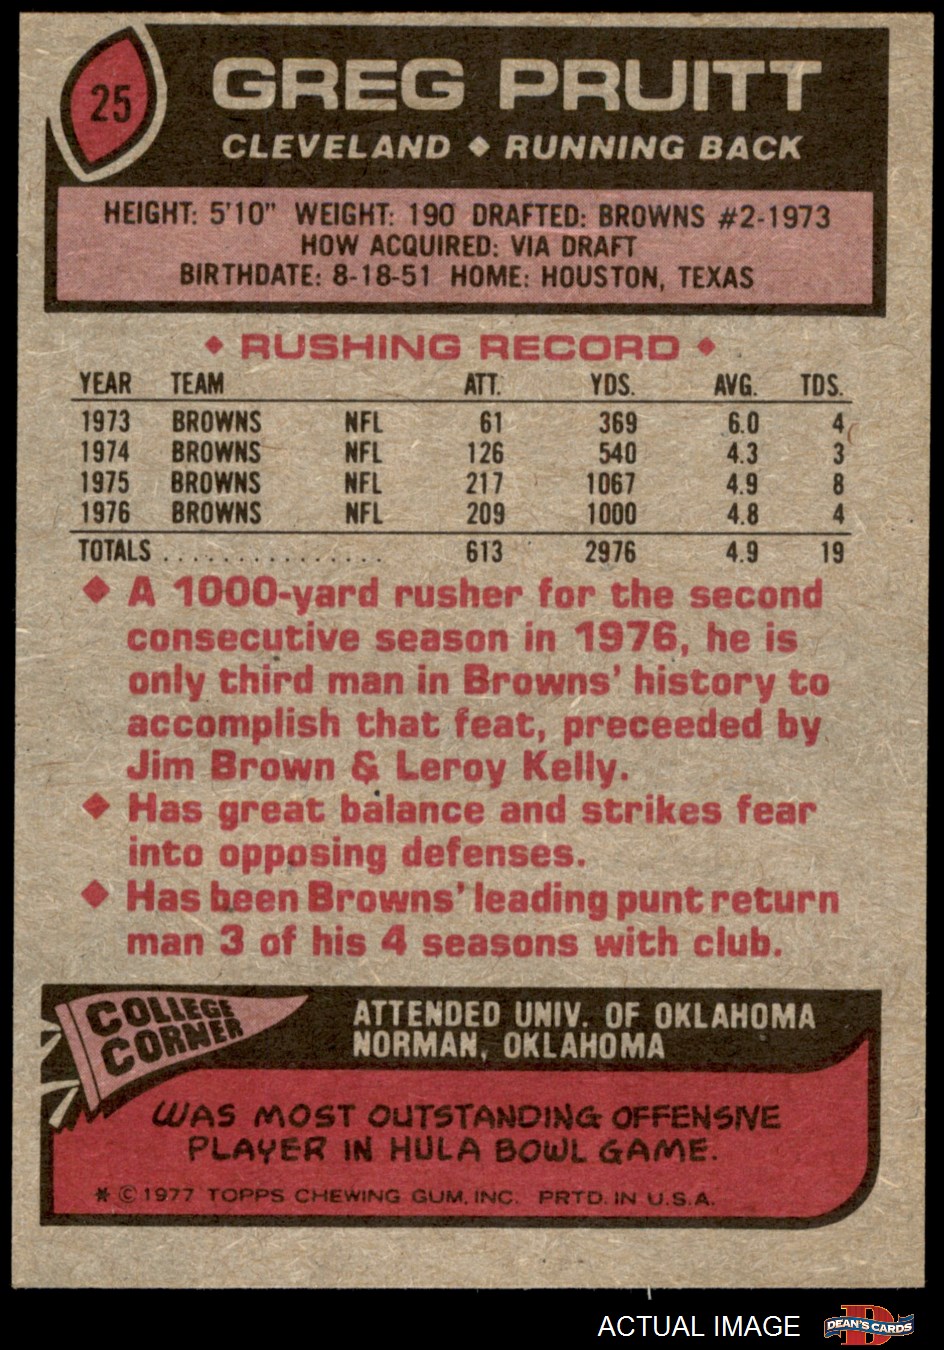 25
GREG PRUITT
CLEVELAND ◆ RUNNING BACK
HEIGHT: 5'10" WEIGHT: 190 DRAFTED: BROWNS #2-1973
HOW ACQUIRED: VIA DRAFT
BIRTHDATE: 8-18-51 HOME: HOUSTON, TEXAS
◆ RUSHING RECORD ◆
YEAR TEAM ATT. YDS. AVG. TDS.
1973 BROWNS NFL 61 369 6.0 4
1974 BROWNS NFL 126 540 4.3 3
1975 BROWNS NFL 217 1067 4.9 8
1976 BROWNS NFL 209 1000 4.8 4
TOTALS . . . . . . . . . . . . . . . . 613 2976 4.9 19
◆ A 1000-yard rusher for the second
consecutive season in 1976, he is
only third man in Browns' history to
accomplish that feat, preceeded by
Jim Brown & Leroy Kelly.
◆ Has great balance and strikes fear
into opposing defenses.
◆ Has been Browns' leading punt return
man 3 of his 4 seasons with club.
COLLEGE
CORNER
ATTENDED UNIV. OF OKLAHOMA
NORMAN, OKLAHOMA
WAS MOST OUTSTANDING OFFENSIVE
PLAYER IN HULA BOWL GAME.
* © 1977 TOPPS CHEWING GUM, INC. PRTD. IN U.S.A.
ACTUAL IMAGE
D
DEAN'S CARDS